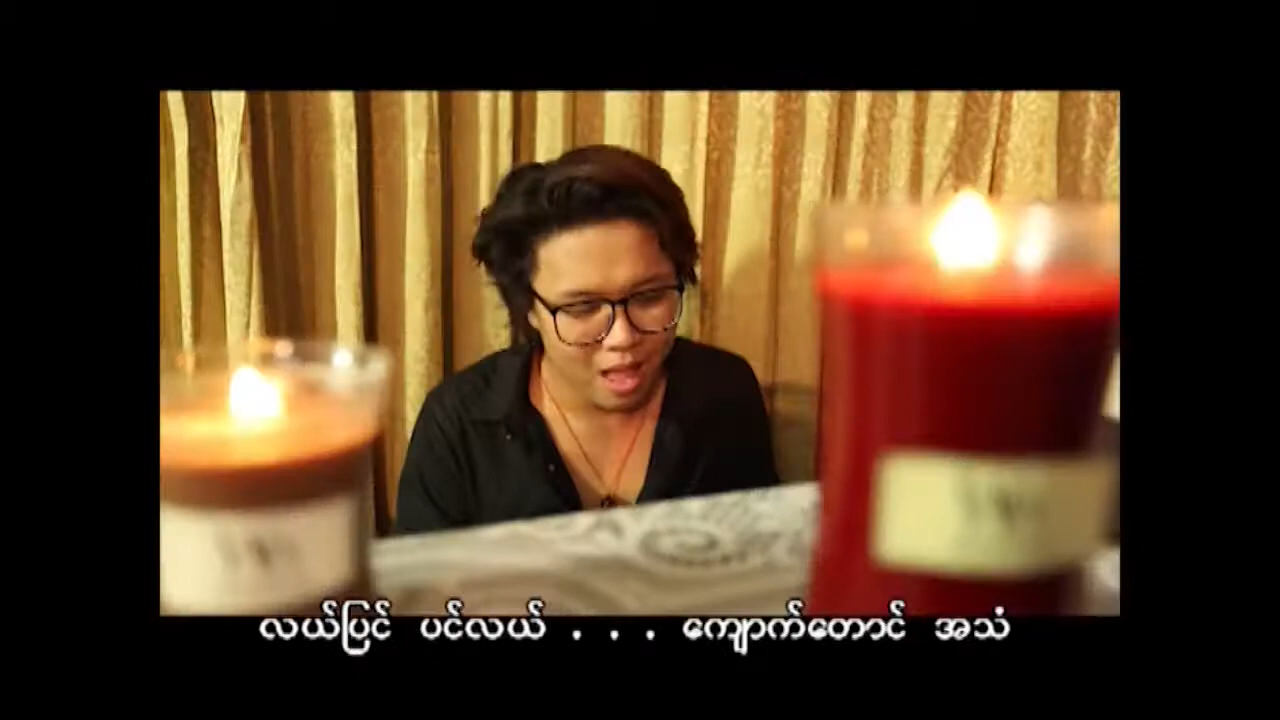 လယ်ပြင် ပင်လယ် . . . ကျောက်တောင် အသံ